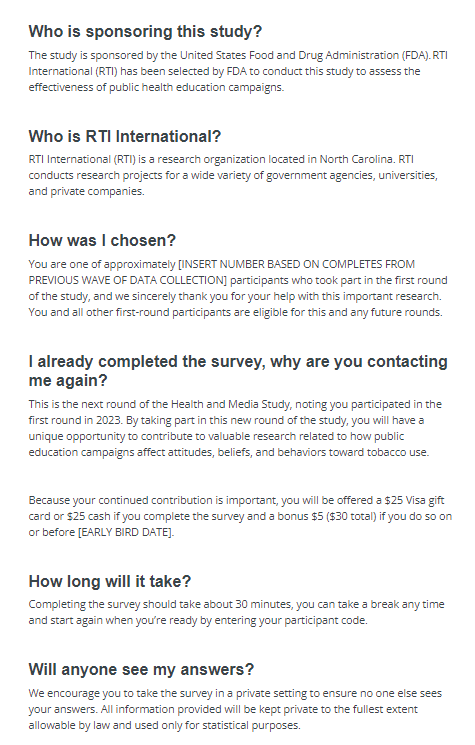 Who is sponsoring this study?
The study is sponsored by the United States Food and Drug Administration (FDA). RTI
International (RTI) has been selected by FDA to conduct this study to assess the
effectiveness of public health education campaigns.
Who is RTI International?
RTI International (RTI) is a research organization located in North Carolina. RTI
conducts research projects for a wide variety of government agencies, universities,
and private companies.
How was I chosen?
You are one of approximately [INSERT NUMBER BASED ON COMPLETES FROM
PREVIOUS WAVE OF DATA COLLECTION] participants who took part in the first round
of the study, and we sincerely thank you for your help with this important research.
You and all other first-round participants are eligible for this and any future rounds.
I already completed the survey, why are you contacting
me again?
This is the next round of the Health and Media Study, noting you participated in the
first round in 2023. By taking part in this new round of the study, you will have a
unique opportunity to contribute to valuable research related to how public
education campaigns affect attitudes, beliefs, and behaviors toward tobacco use.
Because your continued contribution is important, you will be offered a $25 Visa gift
card or $25 cash if you complete the survey and a bonus $5 ($30 total) if you do so on
or before [EARLY BIRD DATE].
How long will it take?
Completing the survey should take about 30 minutes, you can take a break any time
and start again when you're ready by entering your participant code.
Will anyone see my answers?
We encourage you to take the survey in a private setting to ensure no one else sees
your answers. All information provided will be kept private to the fullest extent
allowable by law and used only for statistical purposes.